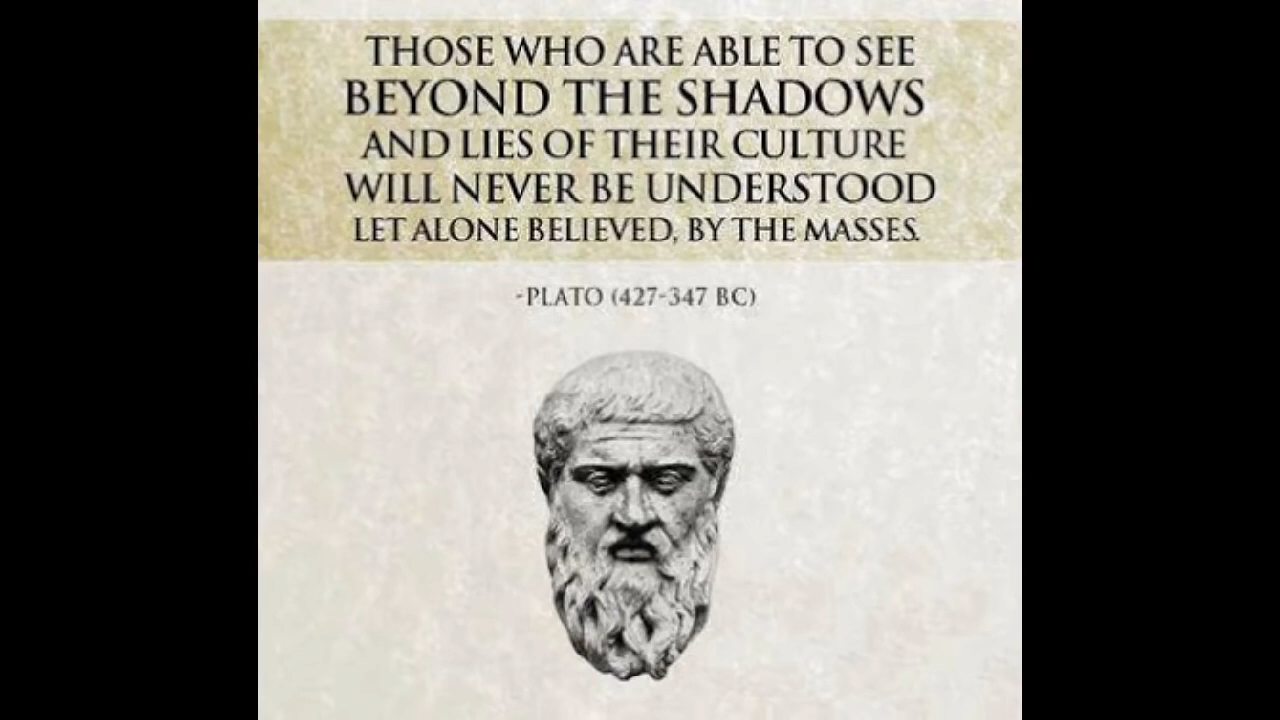 THOSE WHO ARE ABLE TO SEE
BEYOND THE SHADOWS
AND LIES OF THEIR CULTURE
WILL NEVER BE UNDERSTOOD
LET ALONE BELIEVED, BY THE MASSES.
-PLATO (427-347 BC)